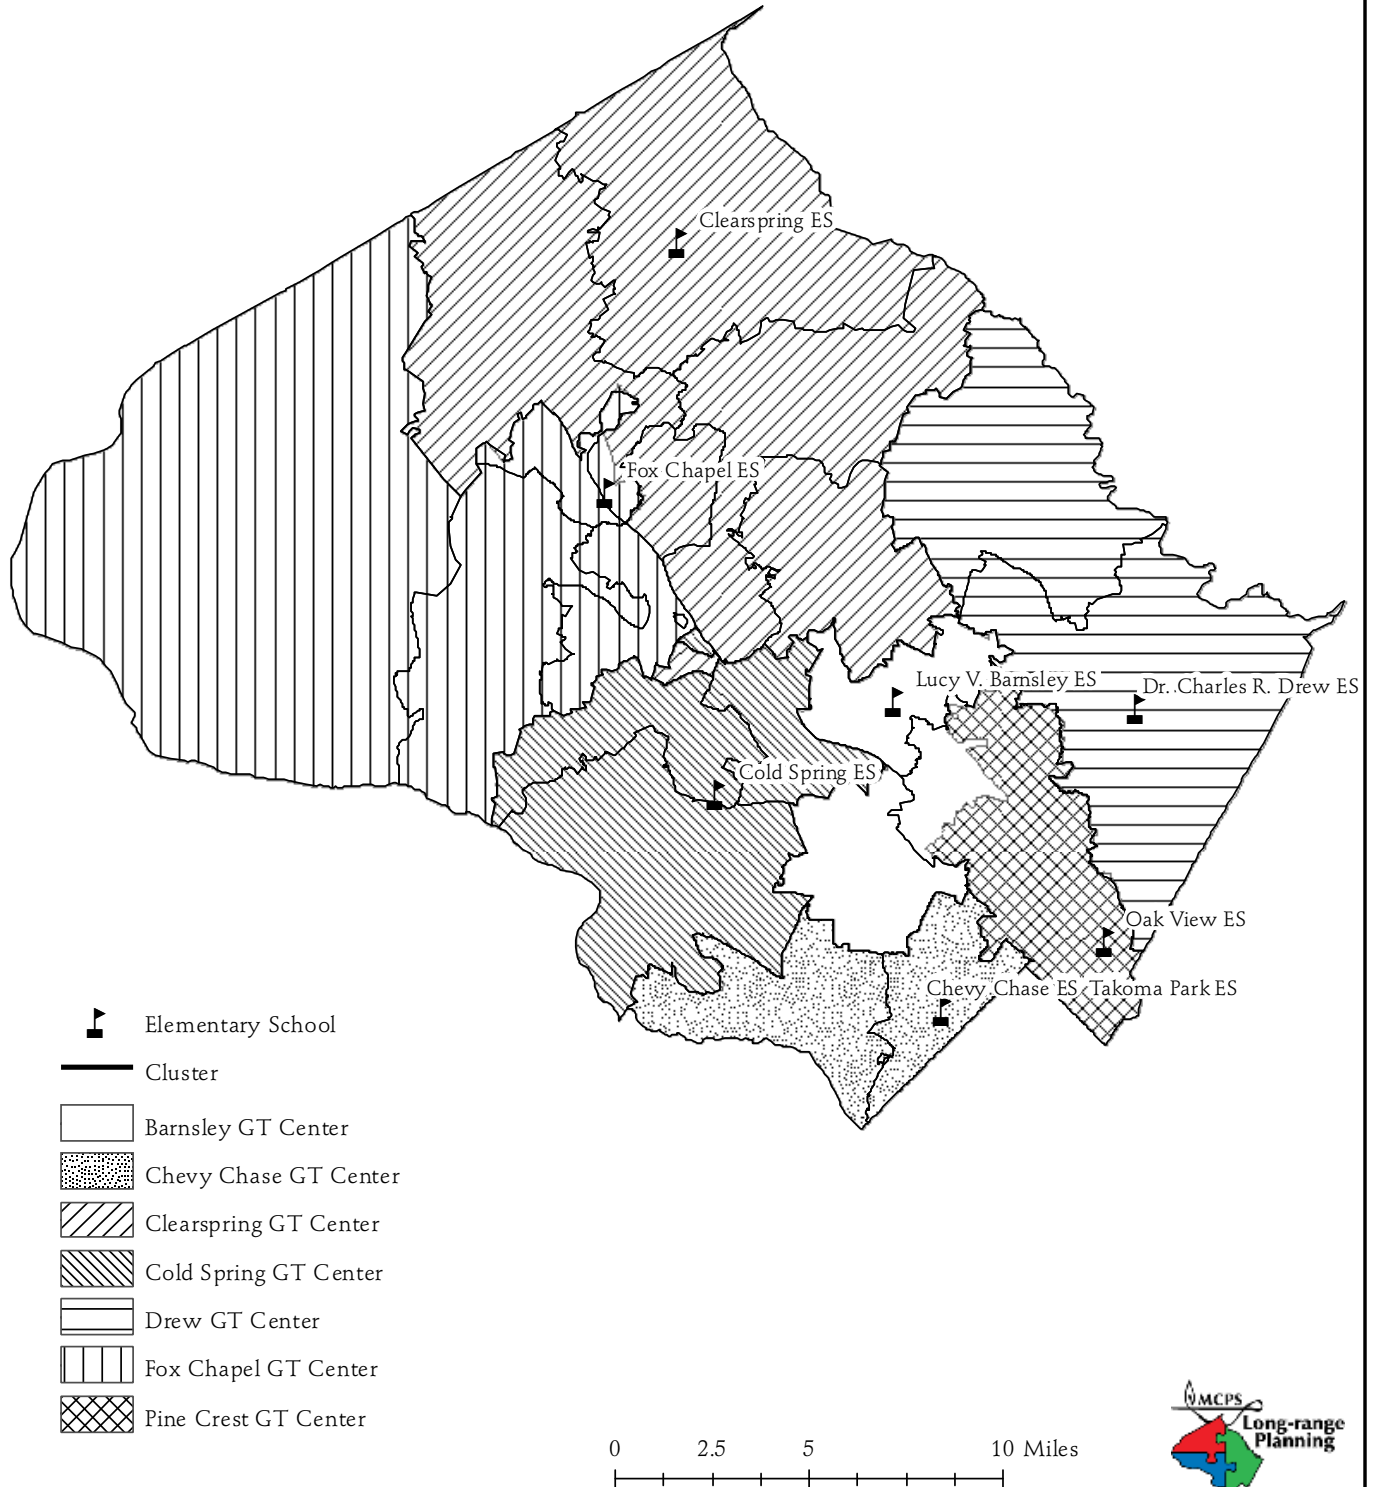 Clearspring ES
Fox Chapel ES
Lucy V. Barnsley ES
Dr. Charles R. Drew ES
Cold Spring ES
Oak View ES
Chevy Chase ES
Takoma Park ES
Elementary School
Cluster
Barnsley GT Center
Chevy Chase GT Center
Clearspring GT Center
Cold Spring GT Center
Drew GT Center
Fox Chapel GT Center
Pine Crest GT Center
0 2.5 5 10 Miles
MCPS
Long-range
Planning